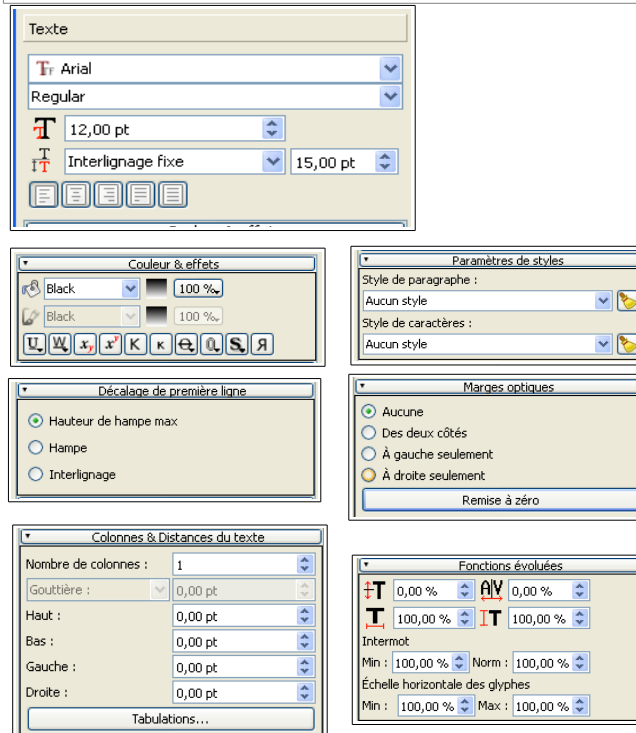 Texte
Arial
Regular
12,00 pt
Interlignage fixe 15,00 pt
Couleur & effets
Black 100 %
Black 100 %
Paramètres de styles
Style de paragraphe :
Aucun style
Style de caractères :
Aucun style
Décalage de première ligne
Hauteur de hampe max
Hampe
Interlignage
Marges optiques
Aucune
Des deux côtés
À gauche seulement
À droite seulement
Remise à zéro
Colonnes & Distances du texte
Nombre de colonnes : 1
Gouttière : 0,00 pt
Haut : 0,00 pt
Bas : 0,00 pt
Gauche : 0,00 pt
Droite : 0,00 pt
Tabulations...
Fonctions évoluées
0,00 % 0,00 %
100,00 % 100,00 %
Intermot
Min : 100,00 % Norm : 100,00 %
Échelle horizontale des glyphes
Min : 100,00 % Max : 100,00 %